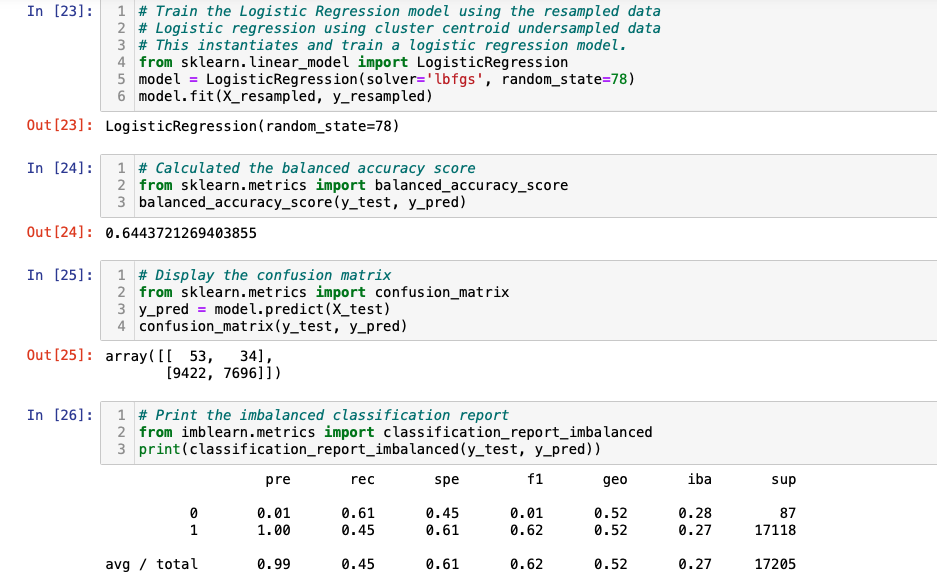 In [23]: 1 # Train the Logistic Regression model using the resampled data
2 # Logistic regression using cluster centroid undersampled data
3 # This instantiates and train a logistic regression model.
4 from sklearn.linear_model import LogisticRegression
5 model = LogisticRegression(solver='lbfgs', random_state=78)
6 model.fit(X_resampled, y_resampled)
Out[23]: LogisticRegression(random_state=78)
In [24]: 1 # Calculated the balanced accuracy score
2 from sklearn.metrics import balanced_accuracy_score
3 balanced_accuracy_score(y_test, y_pred)
Out[24]: 0.6443721269403855
In [25]: 1 # Display the confusion matrix
2 from sklearn.metrics import confusion_matrix
3 y_pred = model.predict(X_test)
4 confusion_matrix(y_test, y_pred)
Out[25]: array([[ 53, 34],
[9422, 7696]])
In [26]: 1 # Print the imbalanced classification report
2 from imblearn.metrics import classification_report_imbalanced
3 print(classification_report_imbalanced(y_test, y_pred))
pre rec spe f1 geo iba sup
0 0.01 0.61 0.45 0.01 0.52 0.28 87
1 1.00 0.45 0.61 0.62 0.52 0.27 17118
avg / total 0.99 0.45 0.61 0.62 0.52 0.27 17205